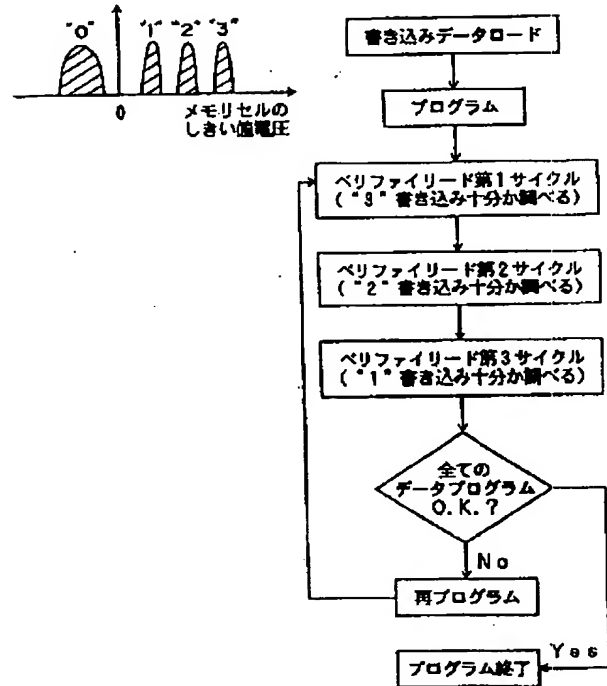 "0" "1" "2" "3"
0
メモリセルの
しきい値電圧
書き込みデータロード
プログラム
ベリファイリード第1サイクル
("3"書き込み十分か調べる)
ベリファイリード第2サイクル
("2"書き込み十分か調べる)
ベリファイリード第3サイクル
("1"書き込み十分か調べる)
全ての
データプログラム
O.K.?
No
再プログラム
Yes
プログラム終了